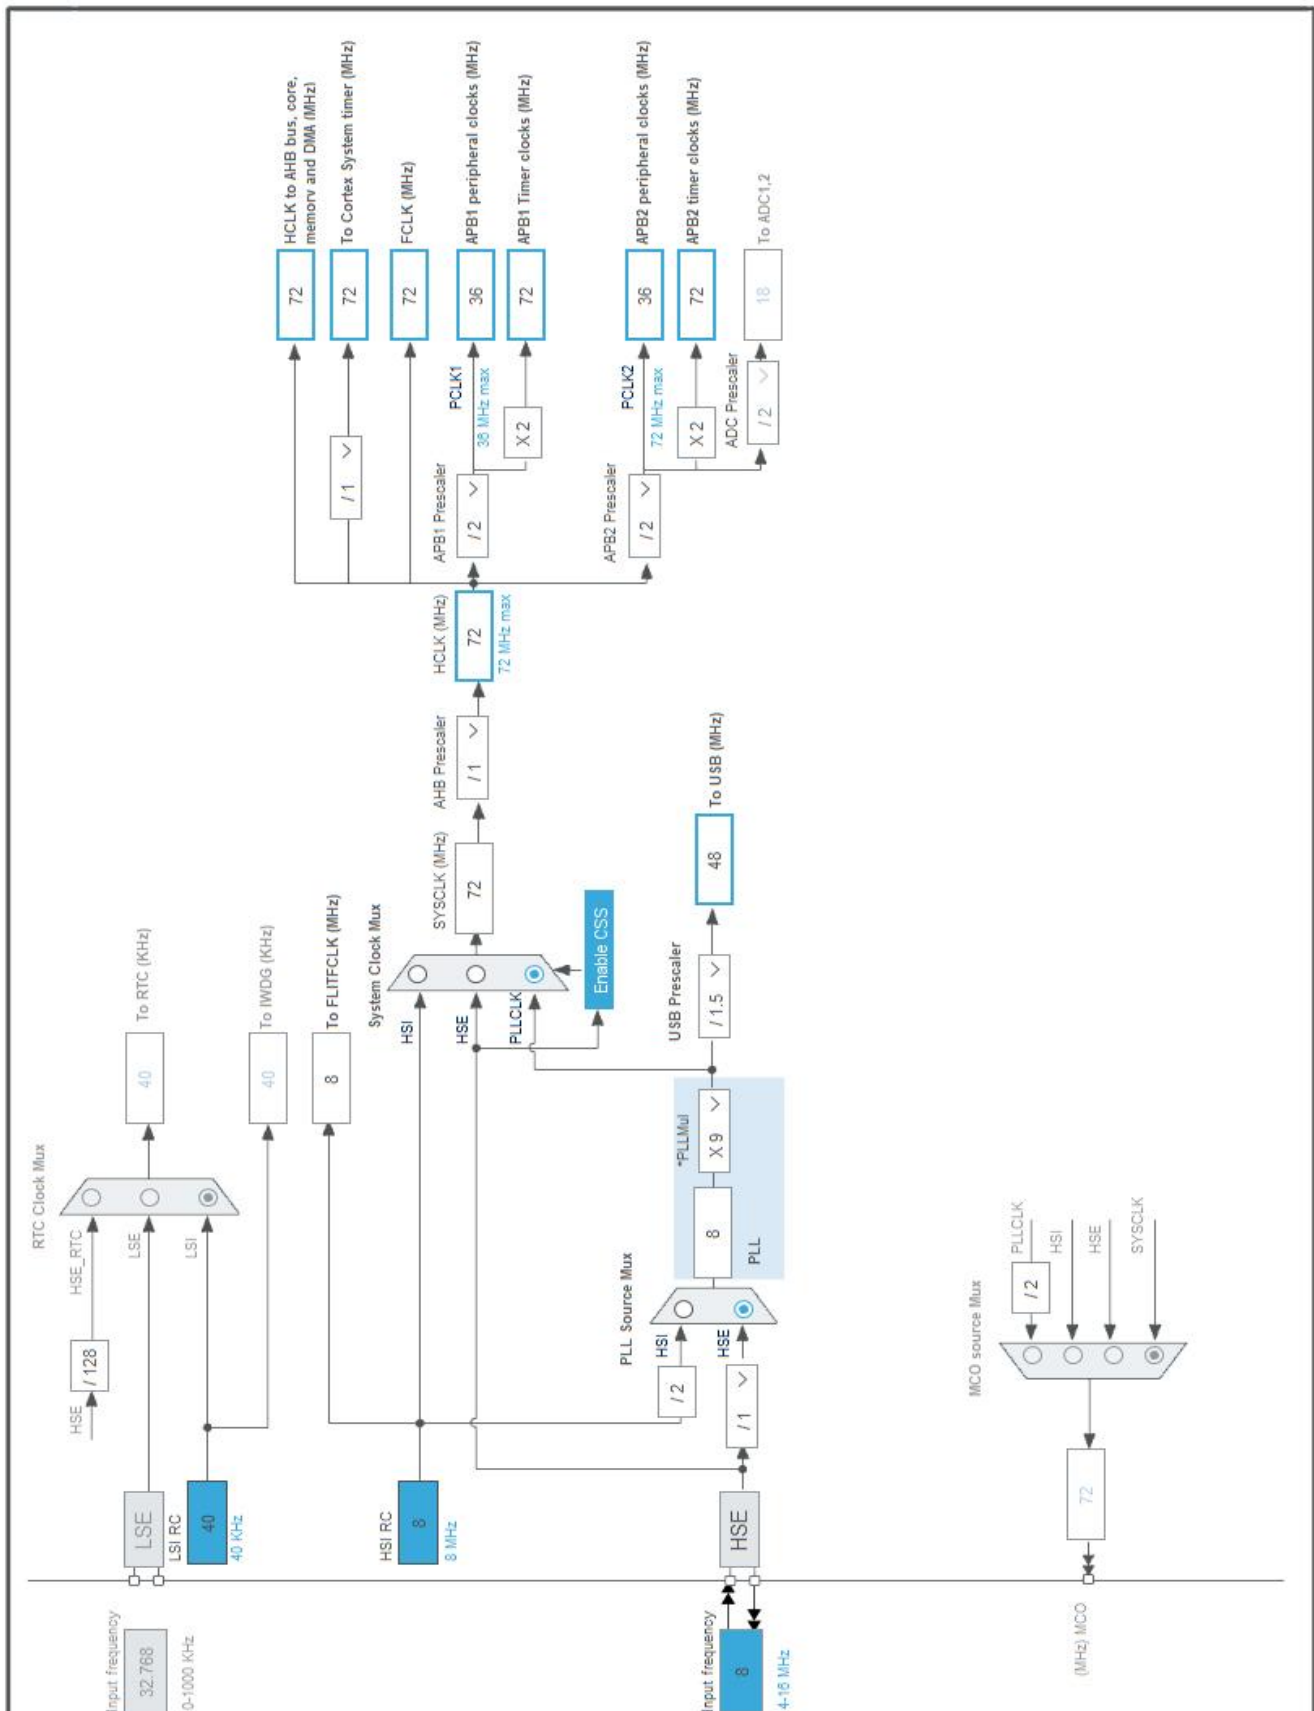 Input frequency
32.768
0-1000 KHz
LSE
LSI RC
40
40 KHz
HSE
/ 128
HSE_RTC
LSE
LSI
RTC Clock Mux
40
To RTC (KHz)
40
To IWDG (KHz)
8
To FLITFCLK (MHz)
HSI RC
8
8 MHz
System Clock Mux
HSI
HSE
PLLCLK
Enable CSS
SYSCLK (MHz)
72
AHB Prescaler
/ 1
HCLK (MHz)
72
72 MHz max
72
HCLK to AHB bus, core,
memory and DMA (MHz)
/ 1
72
To Cortex System timer (MHz)
72
FCLK (MHz)
APB1 Prescaler
/ 2
PCLK1
36 MHz max
36
APB1 peripheral clocks (MHz)
X 2
72
APB1 Timer clocks (MHz)
APB2 Prescaler
/ 2
PCLK2
72 MHz max
36
APB2 peripheral clocks (MHz)
X 2
72
APB2 timer clocks (MHz)
ADC Prescaler
/ 2
18
To ADC1,2
Input frequency
8
4-16 MHz
HSE
/ 2
/ 1
HSI
HSE
PLL Source Mux
8
*PLLMul
X 9
PLL
USB Prescaler
/ 1.5
48
To USB (MHz)
MCO source Mux
/ 2
PLLCLK
HSI
HSE
SYSCLK
72
(MHz) MCO